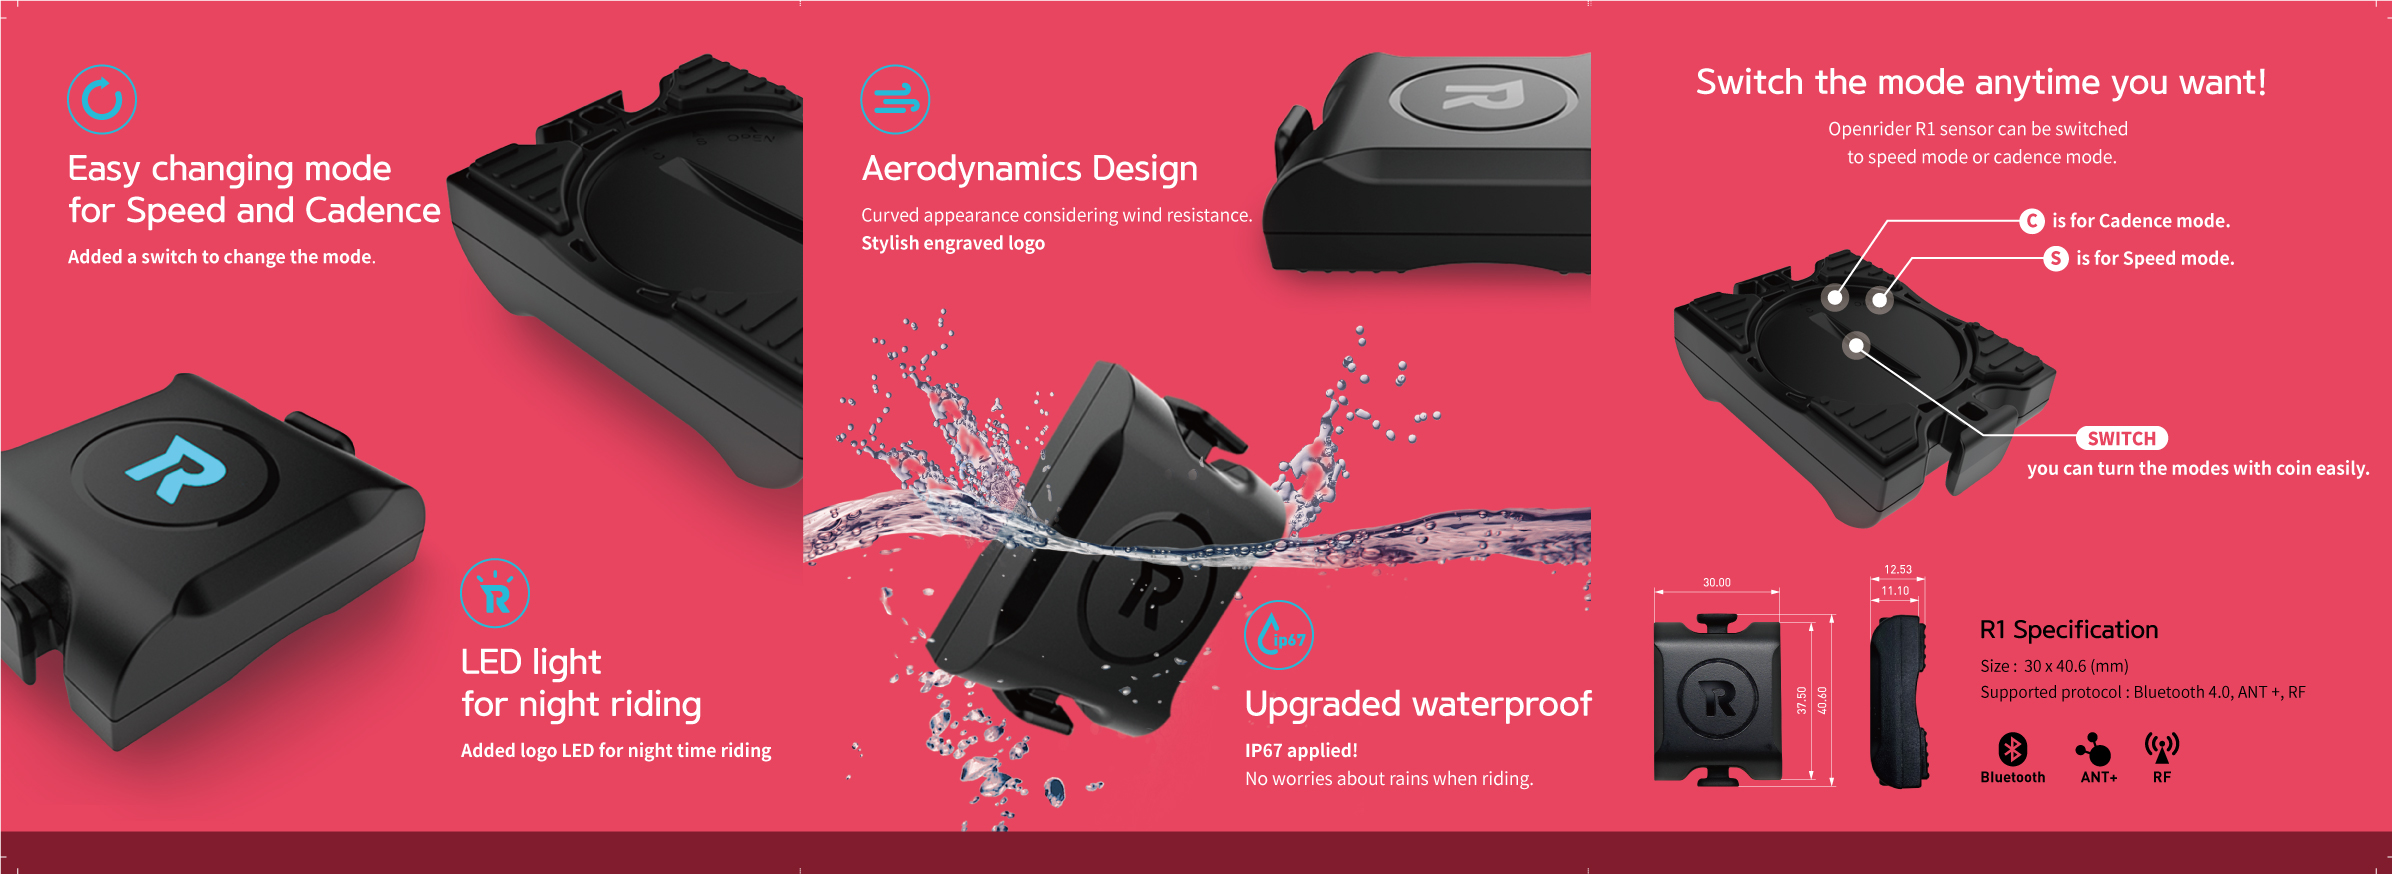 Easy changing mode
for Speed and Cadence
Added a switch to change the mode.
OPEN
S
C
R
R
LED light
for night riding
Added logo LED for night time riding
Aerodynamics Design
Curved appearance considering wind resistance.
Stylish engraved logo
R
R
ip67
Upgraded waterproof
IP67 applied!
No worries about rains when riding.
Switch the mode anytime you want!
Openrider R1 sensor can be switched
to speed mode or cadence mode.
C is for Cadence mode.
S is for Speed mode.
SWITCH
you can turn the modes with coin easily.
30.00
37.50
40.60
R
12.53
11.10
R1 Specification
Size : 30 x 40.6 (mm)
Supported protocol : Bluetooth 4.0, ANT +, RF
Bluetooth
ANT+
RF